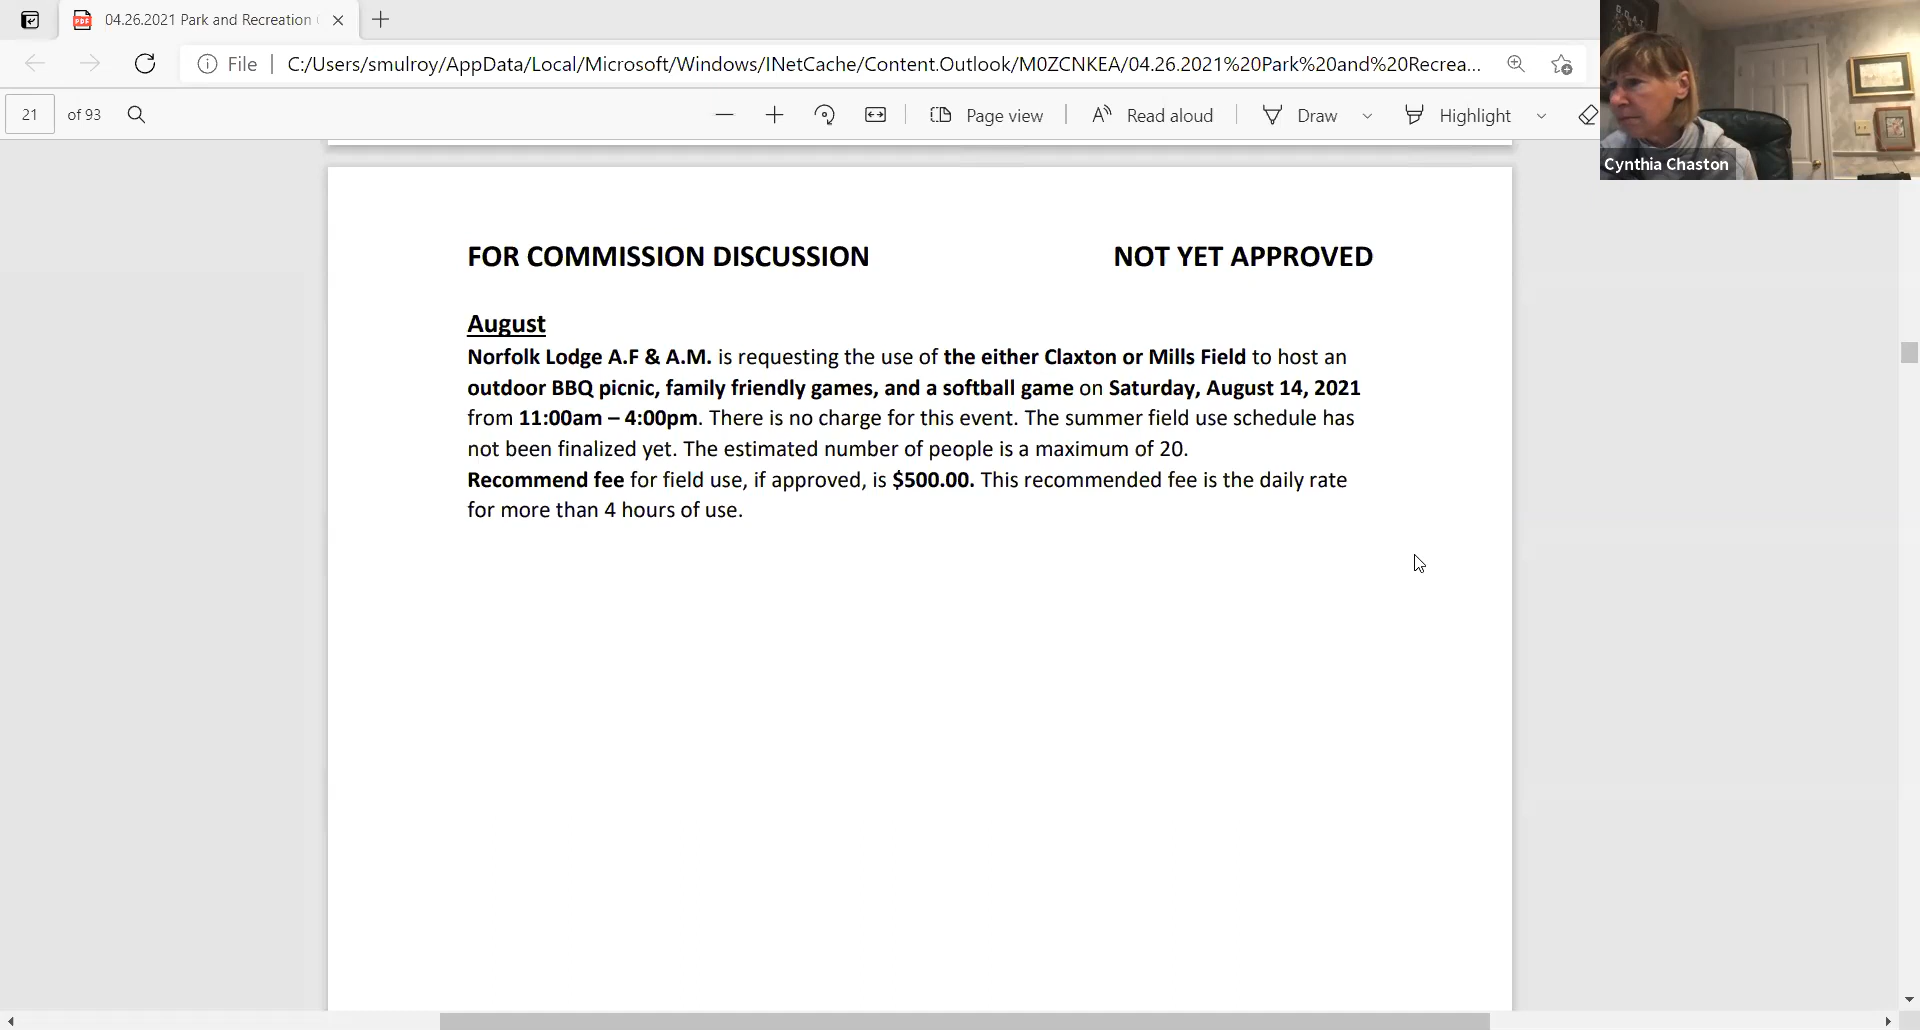 04.26.2021 Park and Recreation
File
C:/Users/smulroy/AppData/Local/Microsoft/Windows/INetCache/Content.Outlook/M0ZCNKEA/04.26.2021%20Park%20and%20Recrea...
21 of 93
Page view
Read aloud
Draw
Highlight
Cynthia Chaston
FOR COMMISSION DISCUSSION NOT YET APPROVED
August
Norfolk Lodge A.F & A.M. is requesting the use of the either Claxton or Mills Field to host an
outdoor BBQ picnic, family friendly games, and a softball game on Saturday, August 14, 2021
from 11:00am – 4:00pm. There is no charge for this event. The summer field use schedule has
not been finalized yet. The estimated number of people is a maximum of 20.
Recommend fee for field use, if approved, is $500.00. This recommended fee is the daily rate
for more than 4 hours of use.